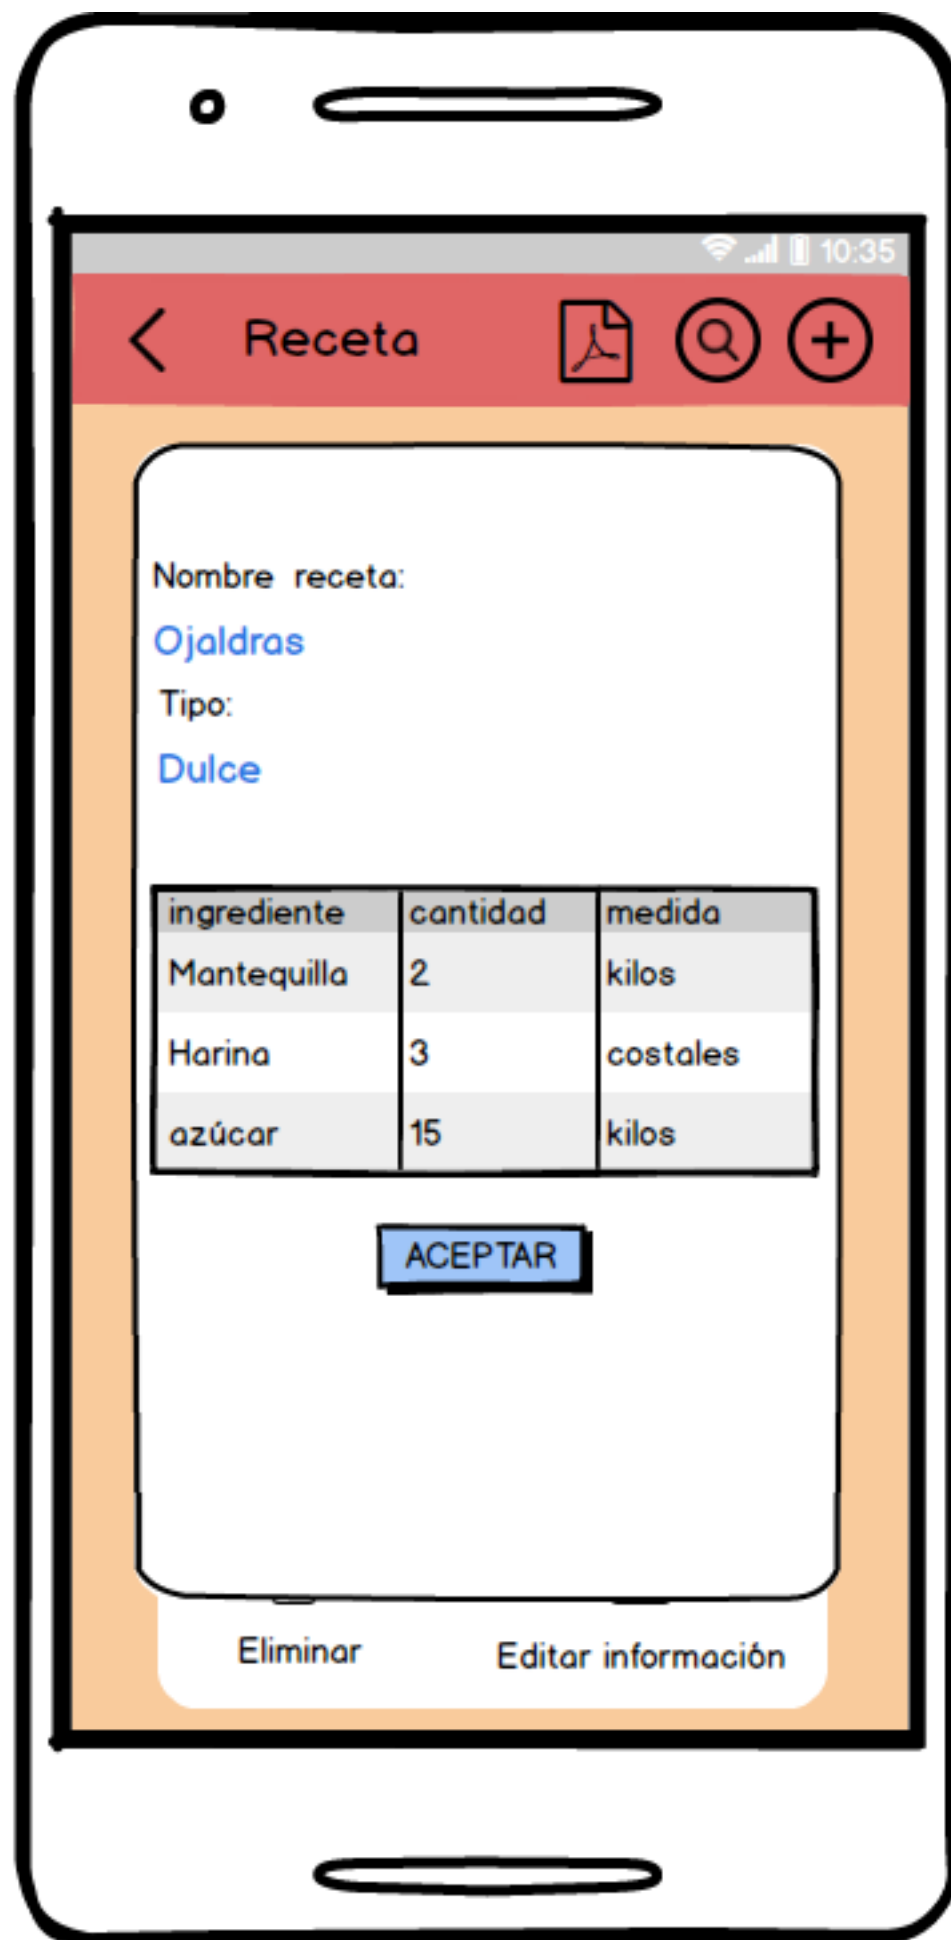 10:35
Receta
Nombre receta:
Ojaldras
Tipo:
Dulce
ingrediente cantidad medida
Mantequilla 2 kilos
Harina 3 costales
azúcar 15 kilos
ACEPTAR
Eliminar Editar información